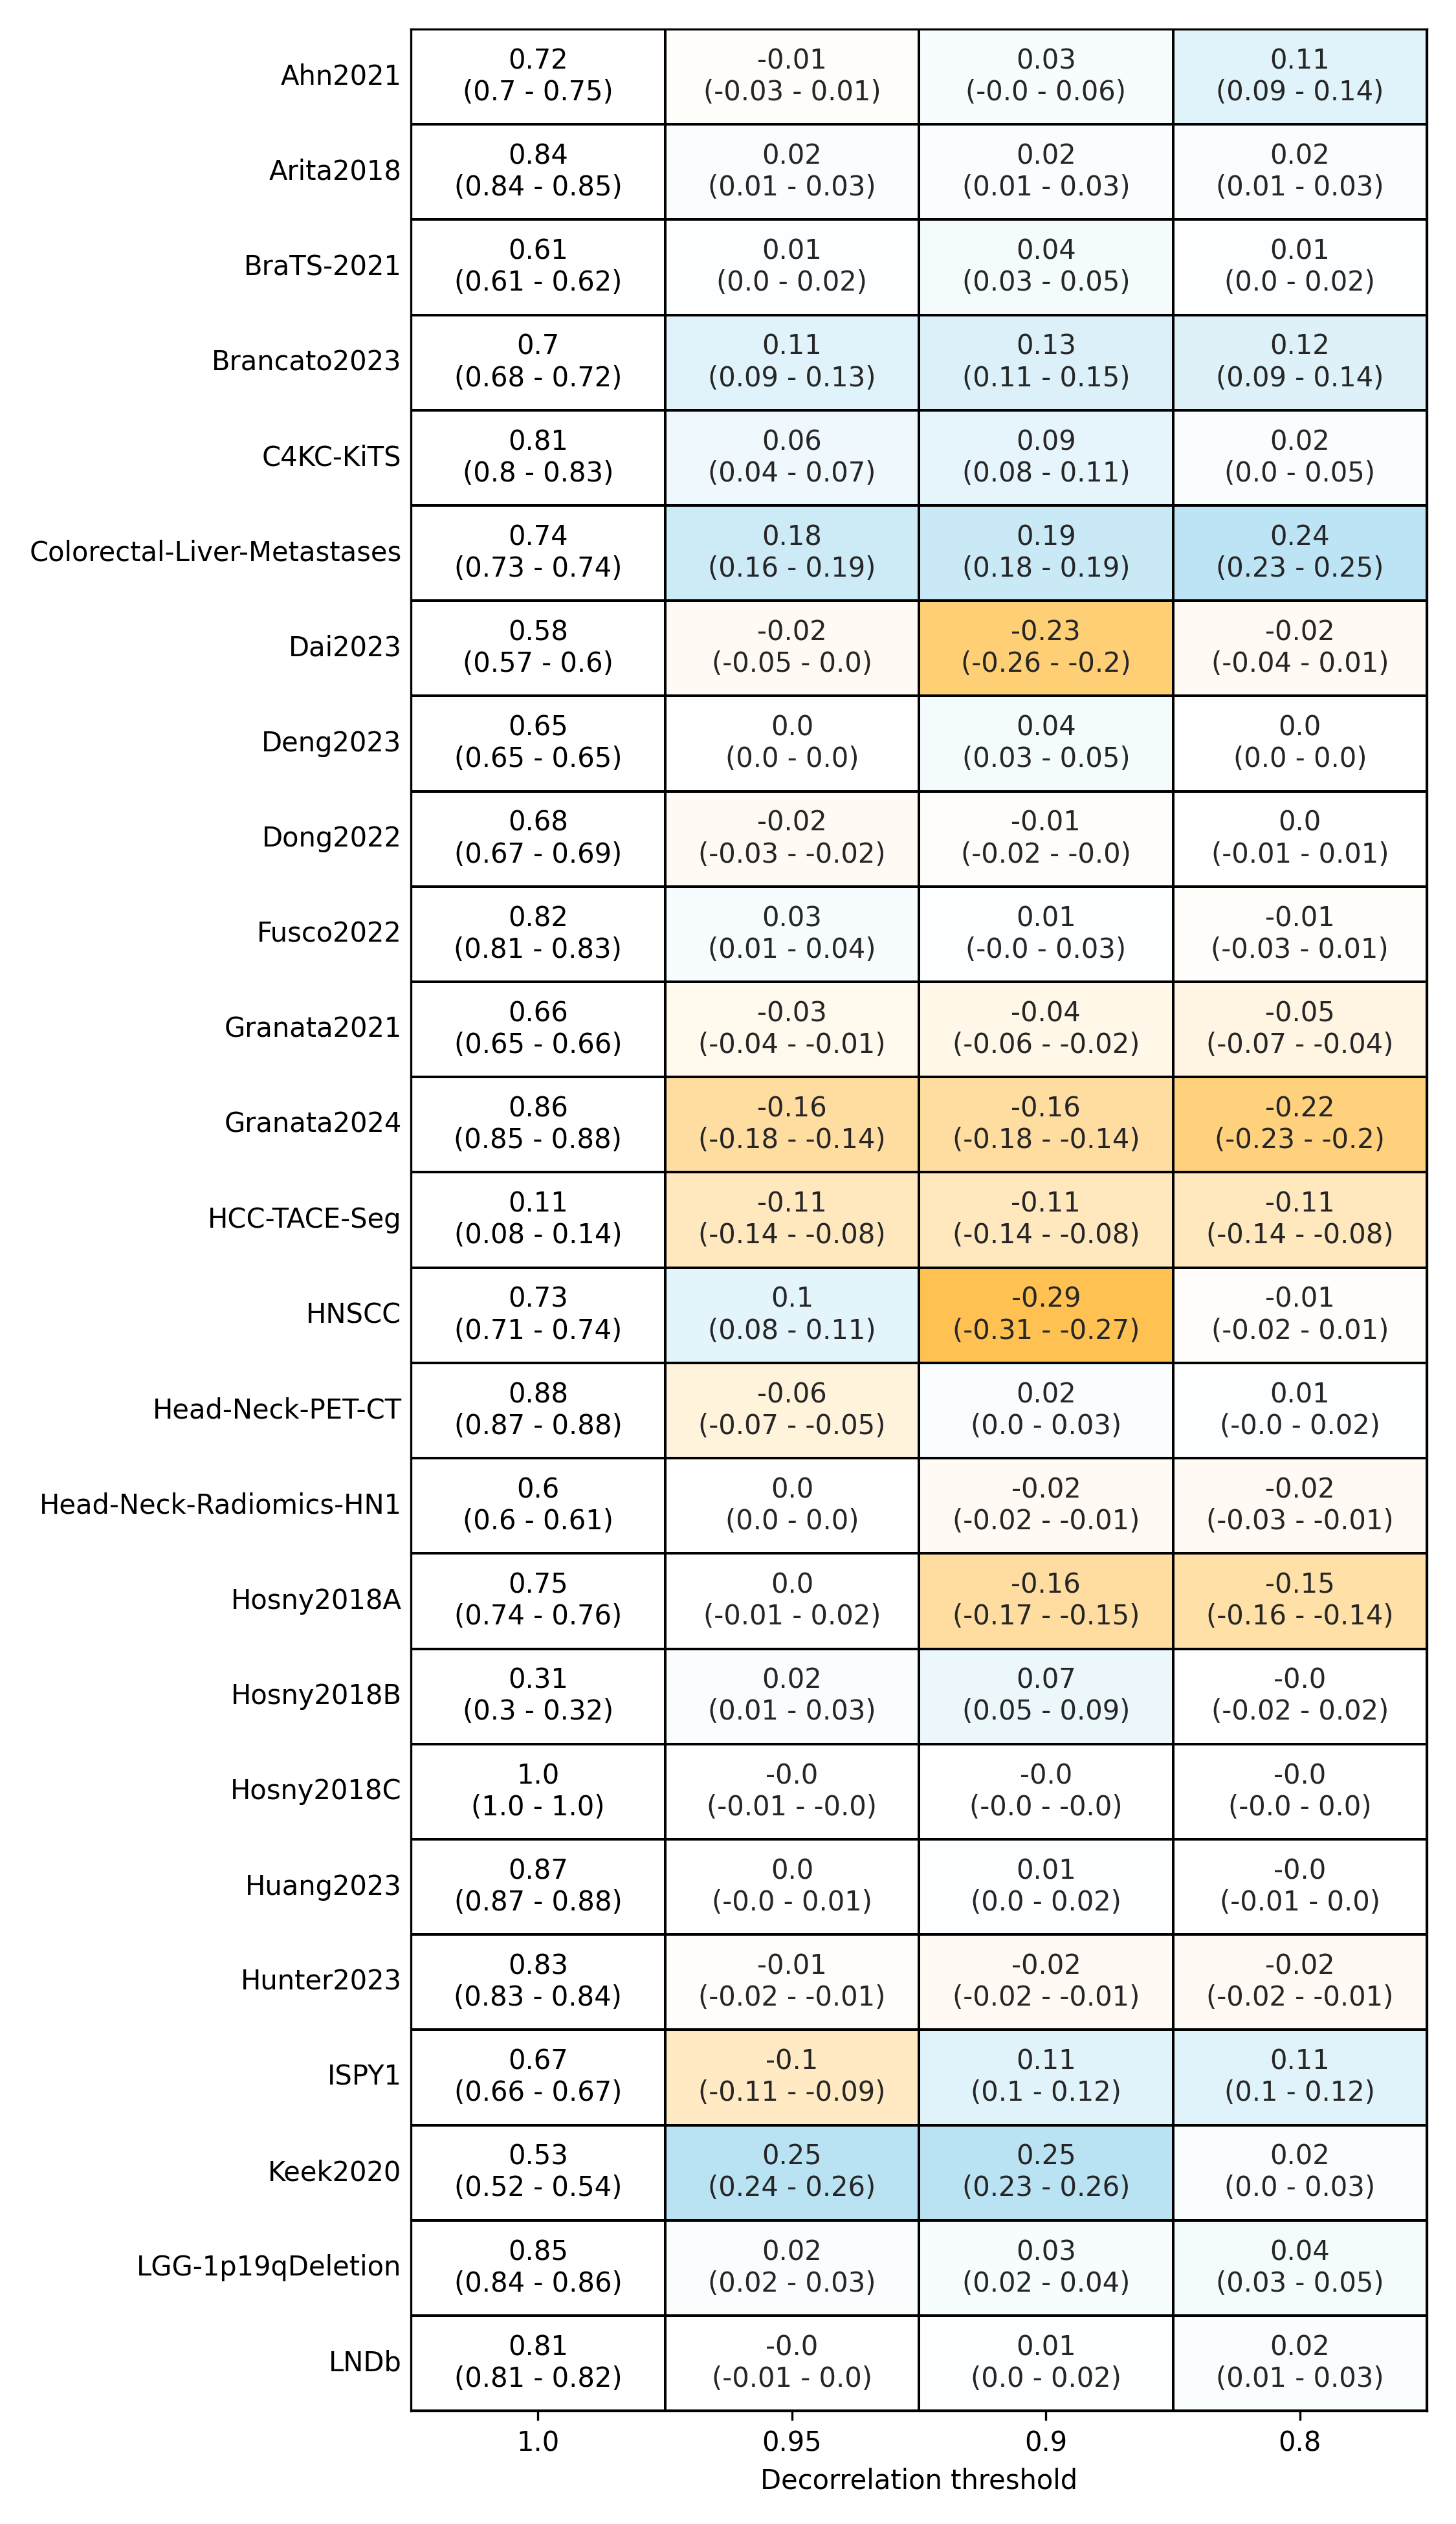 Ahn2021 0.72 -0.01 0.03 0.11
(0.7 - 0.75) (-0.03 - 0.01) (-0.0 - 0.06) (0.09 - 0.14)
Arita2018 0.84 0.02 0.02 0.02
(0.84 - 0.85) (0.01 - 0.03) (0.01 - 0.03) (0.01 - 0.03)
BraTS-2021 0.61 0.01 0.04 0.01
(0.61 - 0.62) (0.0 - 0.02) (0.03 - 0.05) (0.0 - 0.02)
Brancato2023 0.7 0.11 0.13 0.12
(0.68 - 0.72) (0.09 - 0.13) (0.11 - 0.15) (0.09 - 0.14)
C4KC-KiTS 0.81 0.06 0.09 0.02
(0.8 - 0.83) (0.04 - 0.07) (0.08 - 0.11) (0.0 - 0.05)
Colorectal-Liver-Metastases 0.74 0.18 0.19 0.24
(0.73 - 0.74) (0.16 - 0.19) (0.18 - 0.19) (0.23 - 0.25)
Dai2023 0.58 -0.02 -0.23 -0.02
(0.57 - 0.6) (-0.05 - 0.0) (-0.26 - -0.2) (-0.04 - 0.01)
Deng2023 0.65 0.0 0.04 0.0
(0.65 - 0.65) (0.0 - 0.0) (0.03 - 0.05) (0.0 - 0.0)
Dong2022 0.68 -0.02 -0.01 0.0
(0.67 - 0.69) (-0.03 - -0.02) (-0.02 - -0.0) (-0.01 - 0.01)
Fusco2022 0.82 0.03 0.01 -0.01
(0.81 - 0.83) (0.01 - 0.04) (-0.0 - 0.03) (-0.03 - 0.01)
Granata2021 0.66 -0.03 -0.04 -0.05
(0.65 - 0.66) (-0.04 - -0.01) (-0.06 - -0.02) (-0.07 - -0.04)
Granata2024 0.86 -0.16 -0.16 -0.22
(0.85 - 0.88) (-0.18 - -0.14) (-0.18 - -0.14) (-0.23 - -0.2)
HCC-TACE-Seg 0.11 -0.11 -0.11 -0.11
(0.08 - 0.14) (-0.14 - -0.08) (-0.14 - -0.08) (-0.14 - -0.08)
HNSCC 0.73 0.1 -0.29 -0.01
(0.71 - 0.74) (0.08 - 0.11) (-0.31 - -0.27) (-0.02 - 0.01)
Head-Neck-PET-CT 0.88 -0.06 0.02 0.01
(0.87 - 0.88) (-0.07 - -0.05) (0.0 - 0.03) (-0.0 - 0.02)
Head-Neck-Radiomics-HN1 0.6 0.0 -0.02 -0.02
(0.6 - 0.61) (0.0 - 0.0) (-0.02 - -0.01) (-0.03 - -0.01)
Hosny2018A 0.75 0.0 -0.16 -0.15
(0.74 - 0.76) (-0.01 - 0.02) (-0.17 - -0.15) (-0.16 - -0.14)
Hosny2018B 0.31 0.02 0.07 -0.0
(0.3 - 0.32) (0.01 - 0.03) (0.05 - 0.09) (-0.02 - 0.02)
Hosny2018C 1.0 -0.0 -0.0 -0.0
(1.0 - 1.0) (-0.01 - -0.0) (-0.0 - -0.0) (-0.0 - 0.0)
Huang2023 0.87 0.0 0.01 -0.0
(0.87 - 0.88) (-0.0 - 0.01) (0.0 - 0.02) (-0.01 - 0.0)
Hunter2023 0.83 -0.01 -0.02 -0.02
(0.83 - 0.84) (-0.02 - -0.01) (-0.02 - -0.01) (-0.02 - -0.01)
ISPY1 0.67 -0.1 0.11 0.11
(0.66 - 0.67) (-0.11 - -0.09) (0.1 - 0.12) (0.1 - 0.12)
Keek2020 0.53 0.25 0.25 0.02
(0.52 - 0.54) (0.24 - 0.26) (0.23 - 0.26) (0.0 - 0.03)
LGG-1p19qDeletion 0.85 0.02 0.03 0.04
(0.84 - 0.86) (0.02 - 0.03) (0.02 - 0.04) (0.03 - 0.05)
LNDb 0.81 -0.0 0.01 0.02
(0.81 - 0.82) (-0.01 - 0.0) (0.0 - 0.02) (0.01 - 0.03)
1.0 0.95 0.9 0.8
Decorrelation threshold